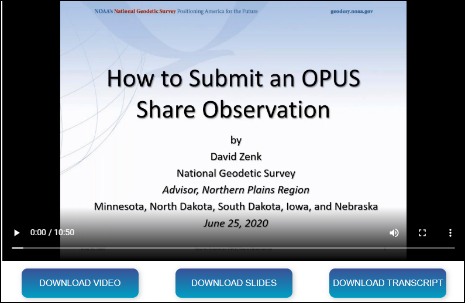 NOAA's National Geodetic Survey Positioning America for the Future geodesy.noaa.gov
How to Submit an OPUS
Share Observation
by
David Zenk
National Geodetic Survey
Advisor, Northern Plains Region
Minnesota, North Dakota, South Dakota, Iowa, and Nebraska
June 25, 2020
0:00 / 10:50
DOWNLOAD VIDEO DOWNLOAD SLIDES DOWNLOAD TRANSCRIPT